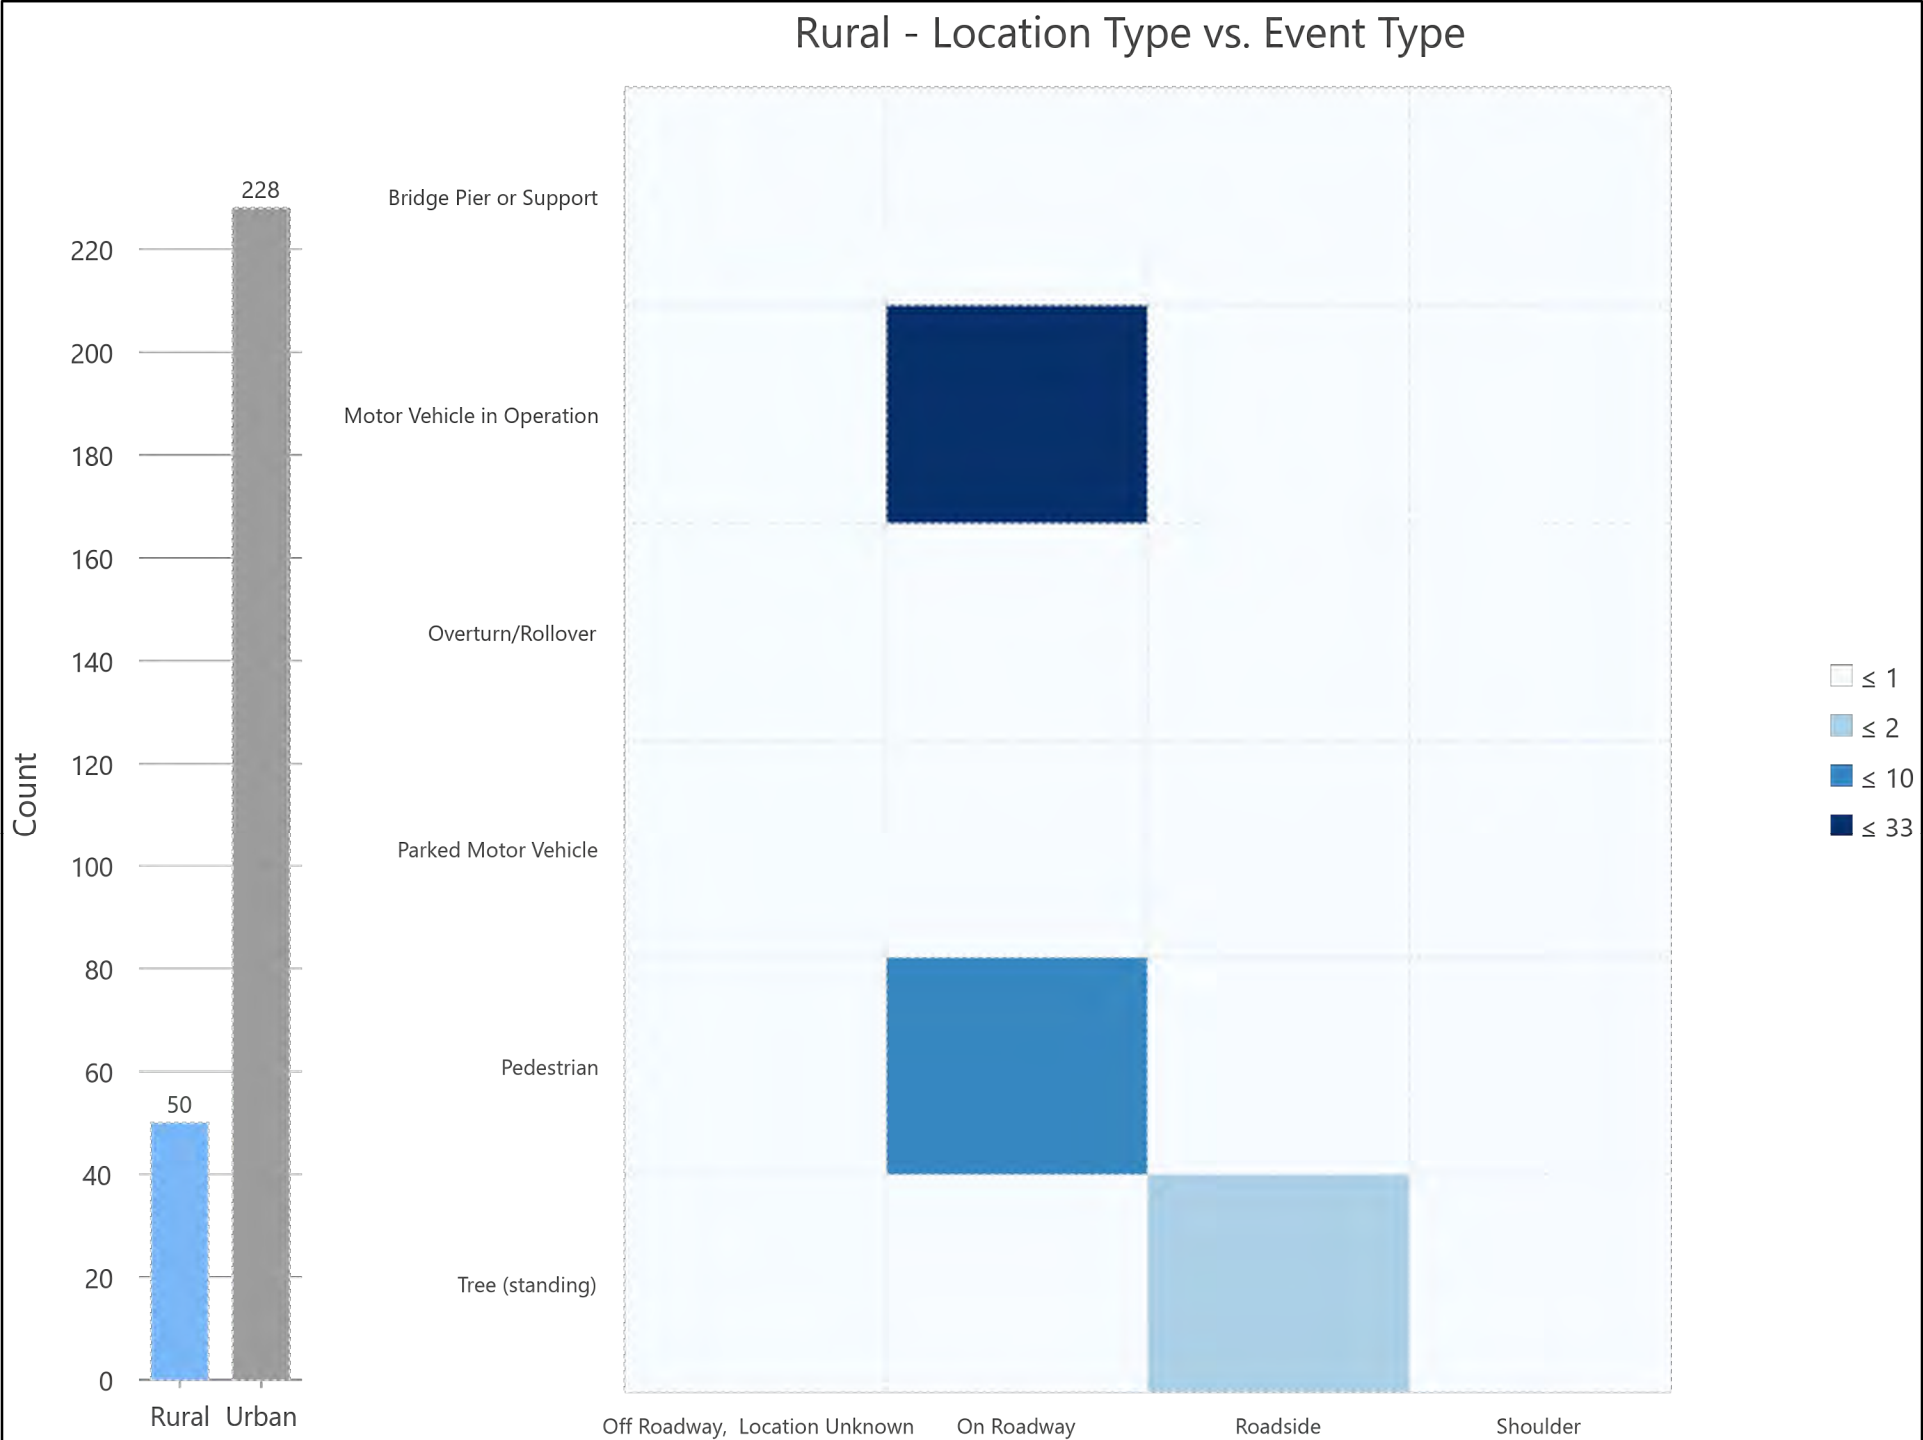 Rural - Location Type vs. Event Type
228
Bridge Pier or Support
220
200
Motor Vehicle in Operation
180
160
Overturn/Rollover
140
≤ 1
≤ 2
Count
120
≤ 10
≤ 33
Parked Motor Vehicle
100
80
Pedestrian
60
50
40
Tree (standing)
20
0
Rural Urban
Off Roadway, Location Unknown On Roadway Roadside Shoulder